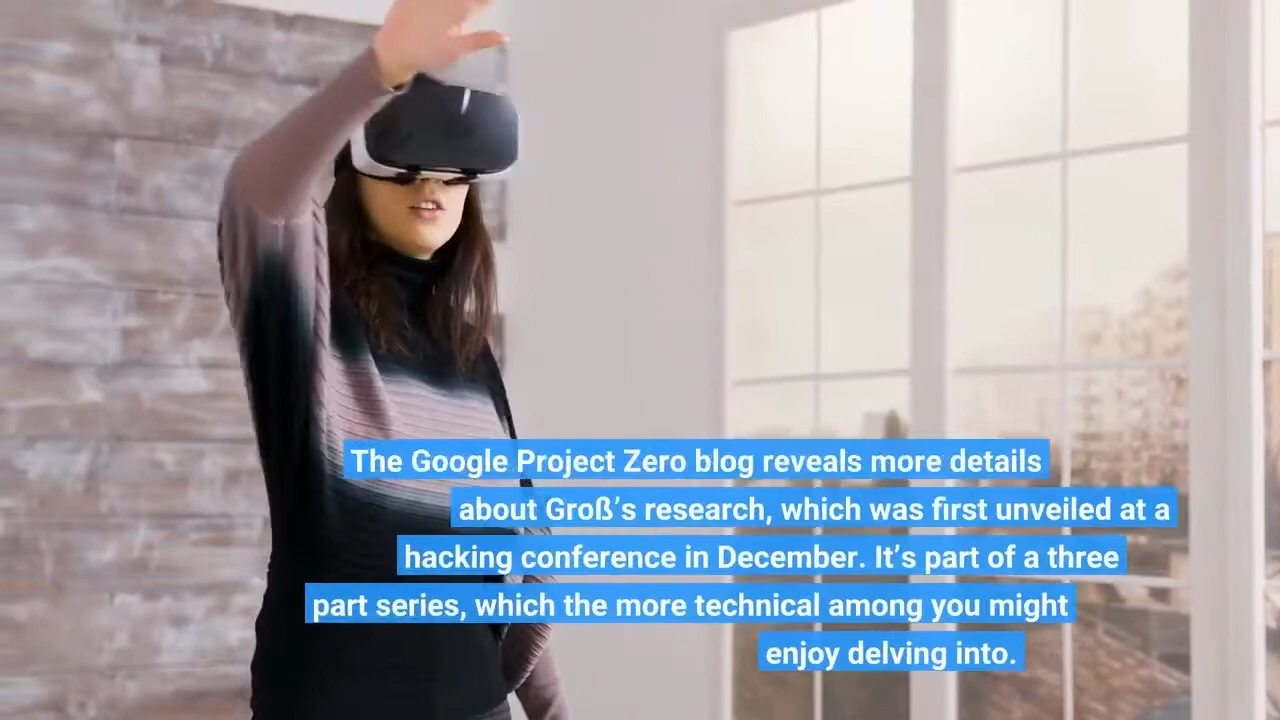 The Google Project Zero blog reveals more details
about Groß’s research, which was first unveiled at a
hacking conference in December. It’s part of a three
part series, which the more technical among you might
enjoy delving into.